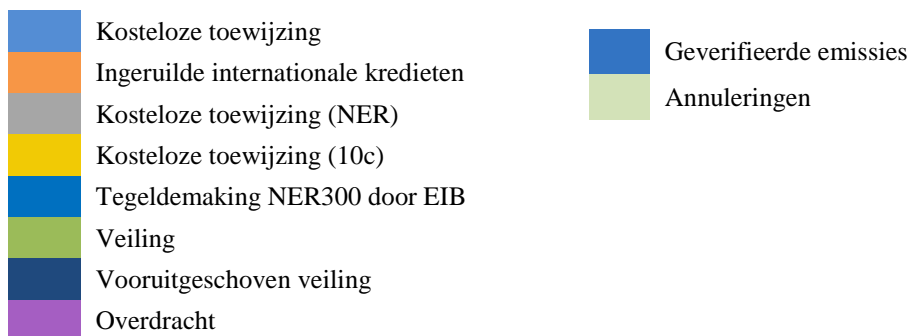 Kosteloze toewijzing
Ingeruilde internationale kredieten
Kosteloze toewijzing (NER)
Kosteloze toewijzing (10c)
Tegeldemaking NER300 door EIB
Veiling
Vooruitgeschoven veiling
Overdracht
Geverifieerde emissies
Annuleringen